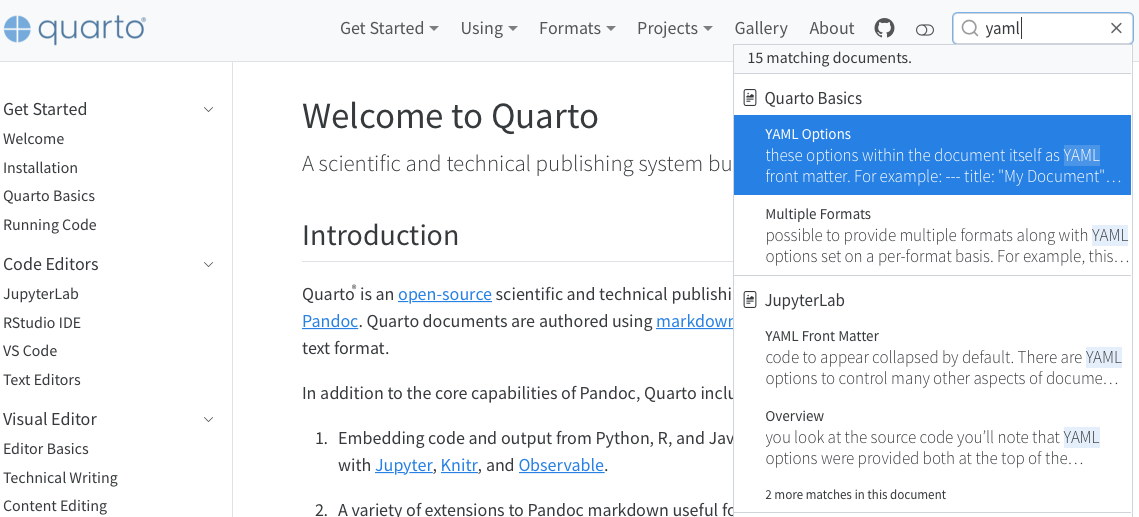 quarto®
Get Started Using Formats Projects Gallery About
yaml
15 matching documents.
Quarto Basics
YAML Options
these options within the document itself as YAML
front matter. For example: --- title: "My Document"…
Multiple Formats
possible to provide multiple formats along with YAML
options set on a per-format basis. For example, this…
JupyterLab
YAML Front Matter
code to appear collapsed by default. There are YAML
options to control many other aspects of docume…
Overview
you look at the source code you’ll note that YAML
options were provided both at the top of the…
2 more matches in this document
Get Started
Welcome
Installation
Quarto Basics
Running Code
Code Editors
JupyterLab
RStudio IDE
VS Code
Text Editors
Visual Editor
Editor Basics
Technical Writing
Content Editing
Welcome to Quarto
A scientific and technical publishing system bu
Introduction
Quarto® is an open-source scientific and technical publishi
Pandoc. Quarto documents are authored using markdown
text format.
In addition to the core capabilities of Pandoc, Quarto inclu
1. Embedding code and output from Python, R, and Jav
with Jupyter, Knitr, and Observable.
2. A variety of extensions to Pandoc markdown useful fo